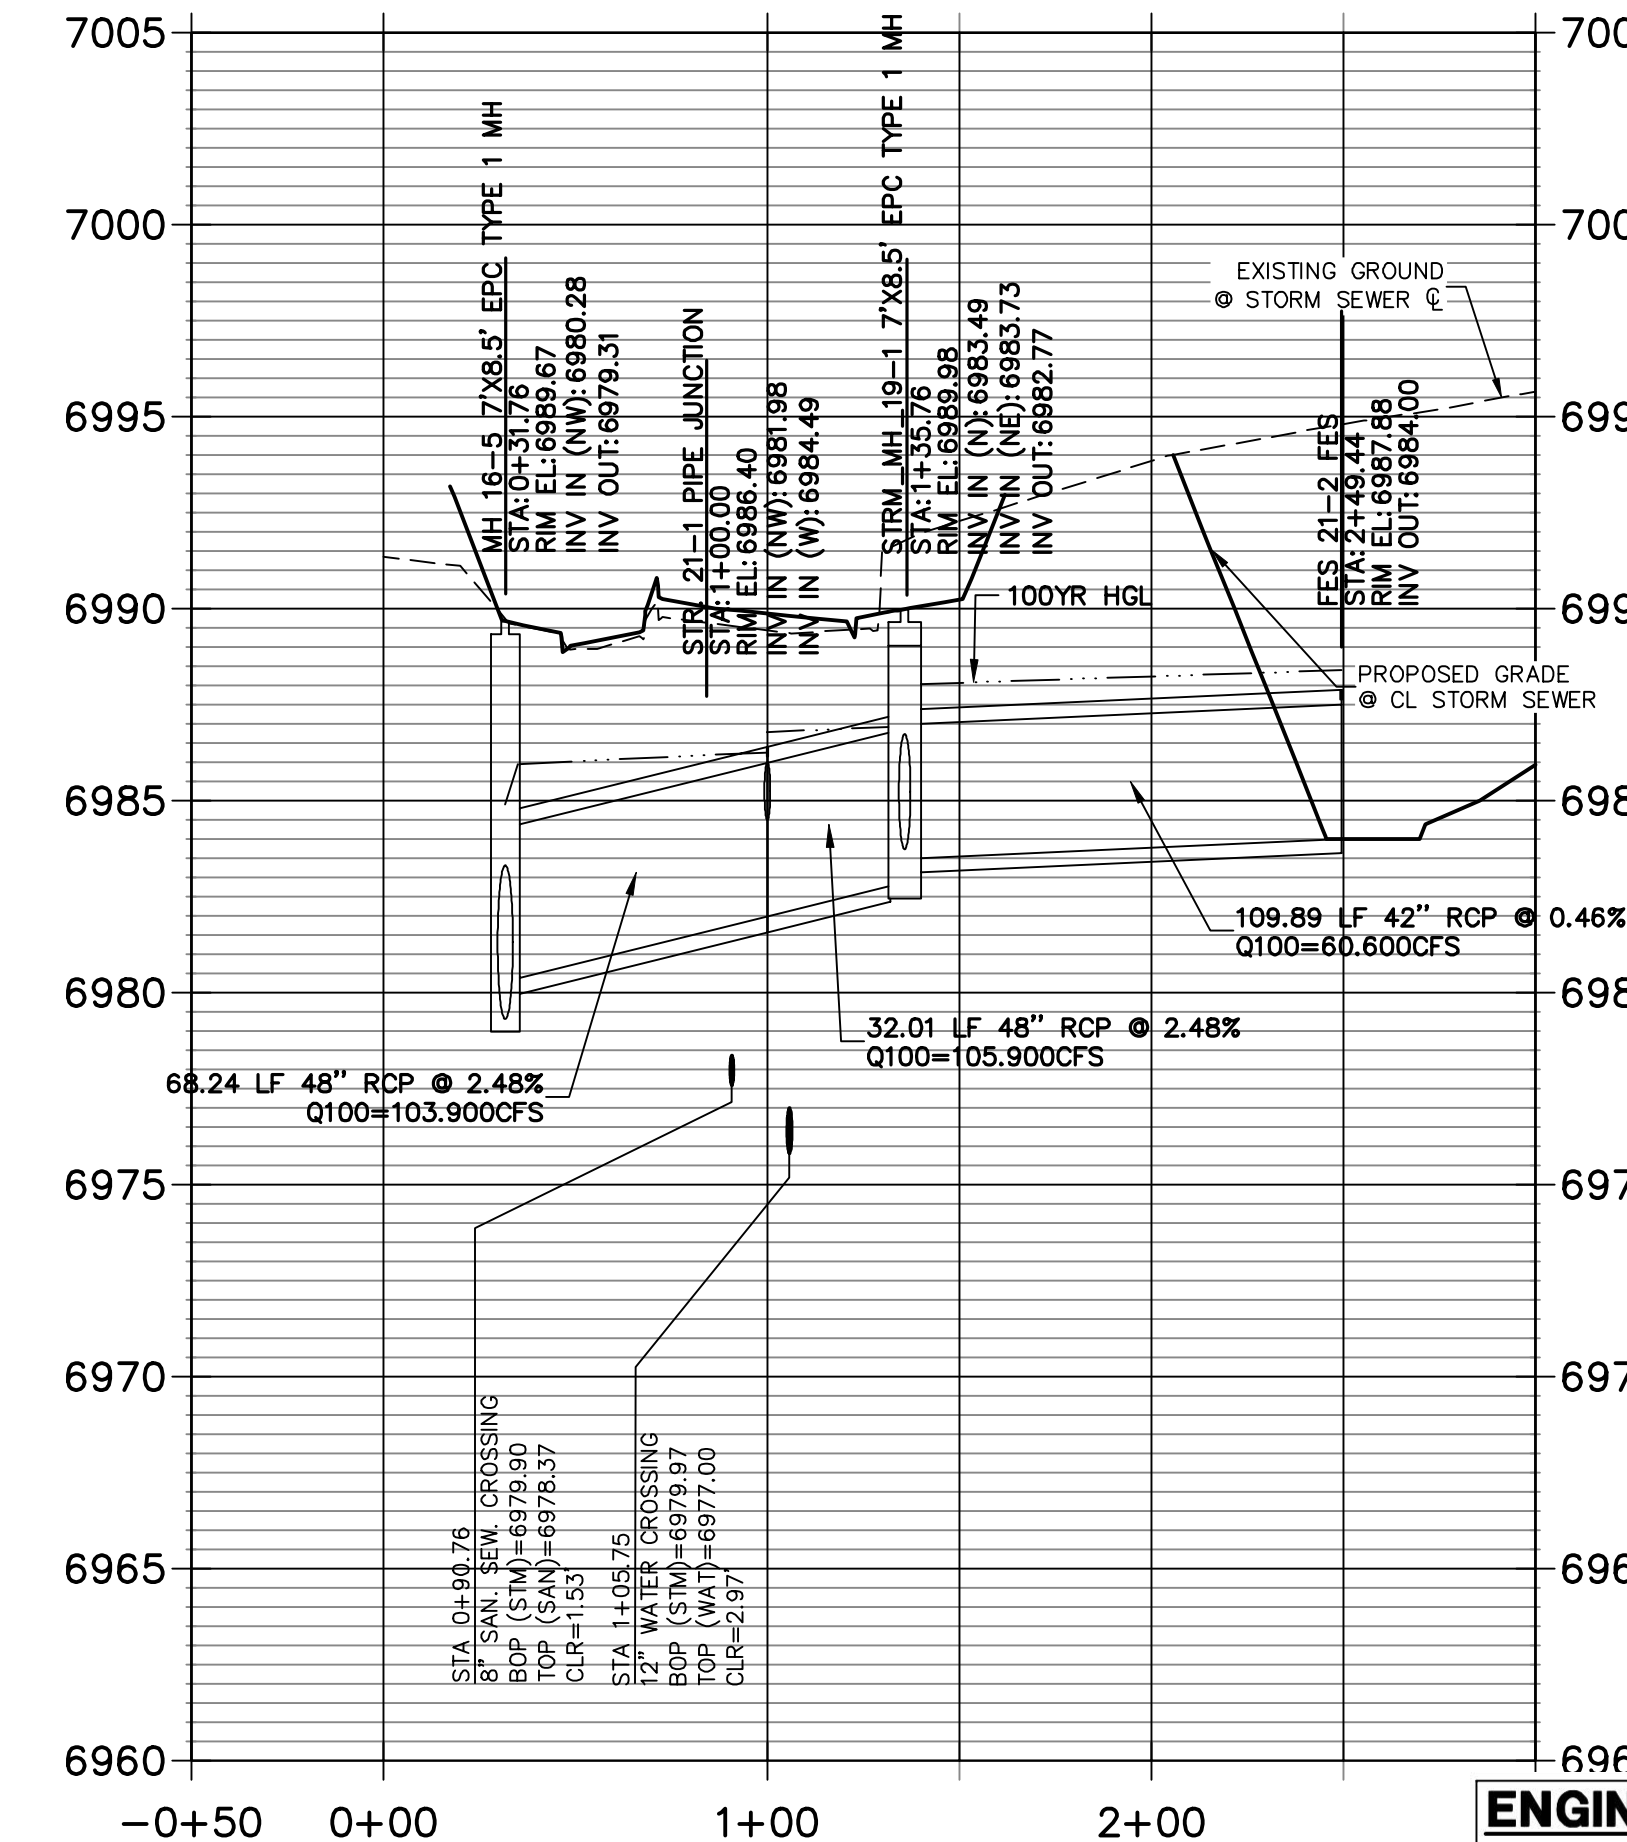 7005
7000
6995
6990
6985
6980
6975
6970
6965
6960
-0+50
0+00
1+00
2+00
MH 16-5 7'X8.5' EPC TYPE 1 MH
STA:0+31.76
RIM EL:6989.67
INV IN (NW):6980.28
INV OUT:6979.31
STR. 21-1 PIPE JUNCTION
STA:1+00.00
RIM EL:6986.40
INV IN (NW):6981.98
INV IN (W):6984.49
STRM_MH_19-1 7'X8.5' EPC TYPE 1 MH
STA:1+35.76
RIM EL:6989.98
INV IN (N):6983.49
INV IN (NE):6983.73
INV OUT:6982.77
EXISTING GROUND
@ STORM SEWER ℄
FES 21-2 FES
STA:2+49.44
RIM EL:6987.88
INV OUT:6984.00
100YR HGL
PROPOSED GRADE
@ CL STORM SEWER
109.89 LF 42" RCP @ 0.46%
Q100=60.600CFS
32.01 LF 48" RCP @ 2.48%
Q100=105.900CFS
68.24 LF 48" RCP @ 2.48%
Q100=103.900CFS
STA 0+90.76
8" SAN. SEW. CROSSING
BOP (STM)=6979.90
TOP (SAN)=6978.37
CLR=1.53'
STA 1+05.75
12" WATER CROSSING
BOP (STM)=6979.97
TOP (WAT)=6977.00
CLR=2.97'
700
700
699
699
698
698
697
697
696
696
ENGIN